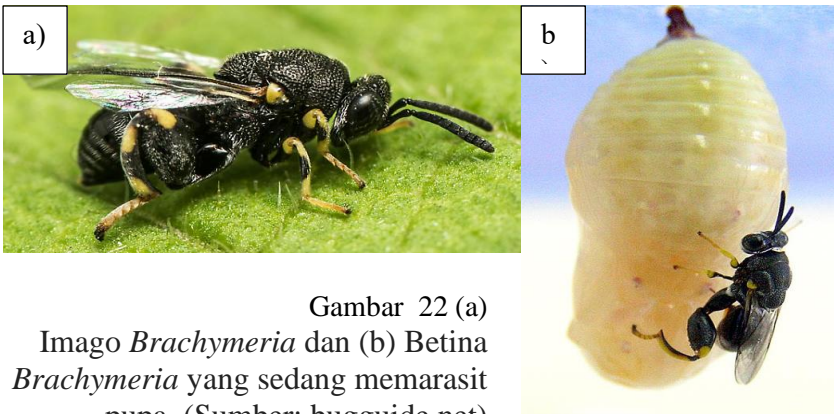 a)
b
Gambar 22 (a)
Imago Brachymeria dan (b) Betina
Brachymeria yang sedang memarasit
pupa. (Sumber: bugguide.net)